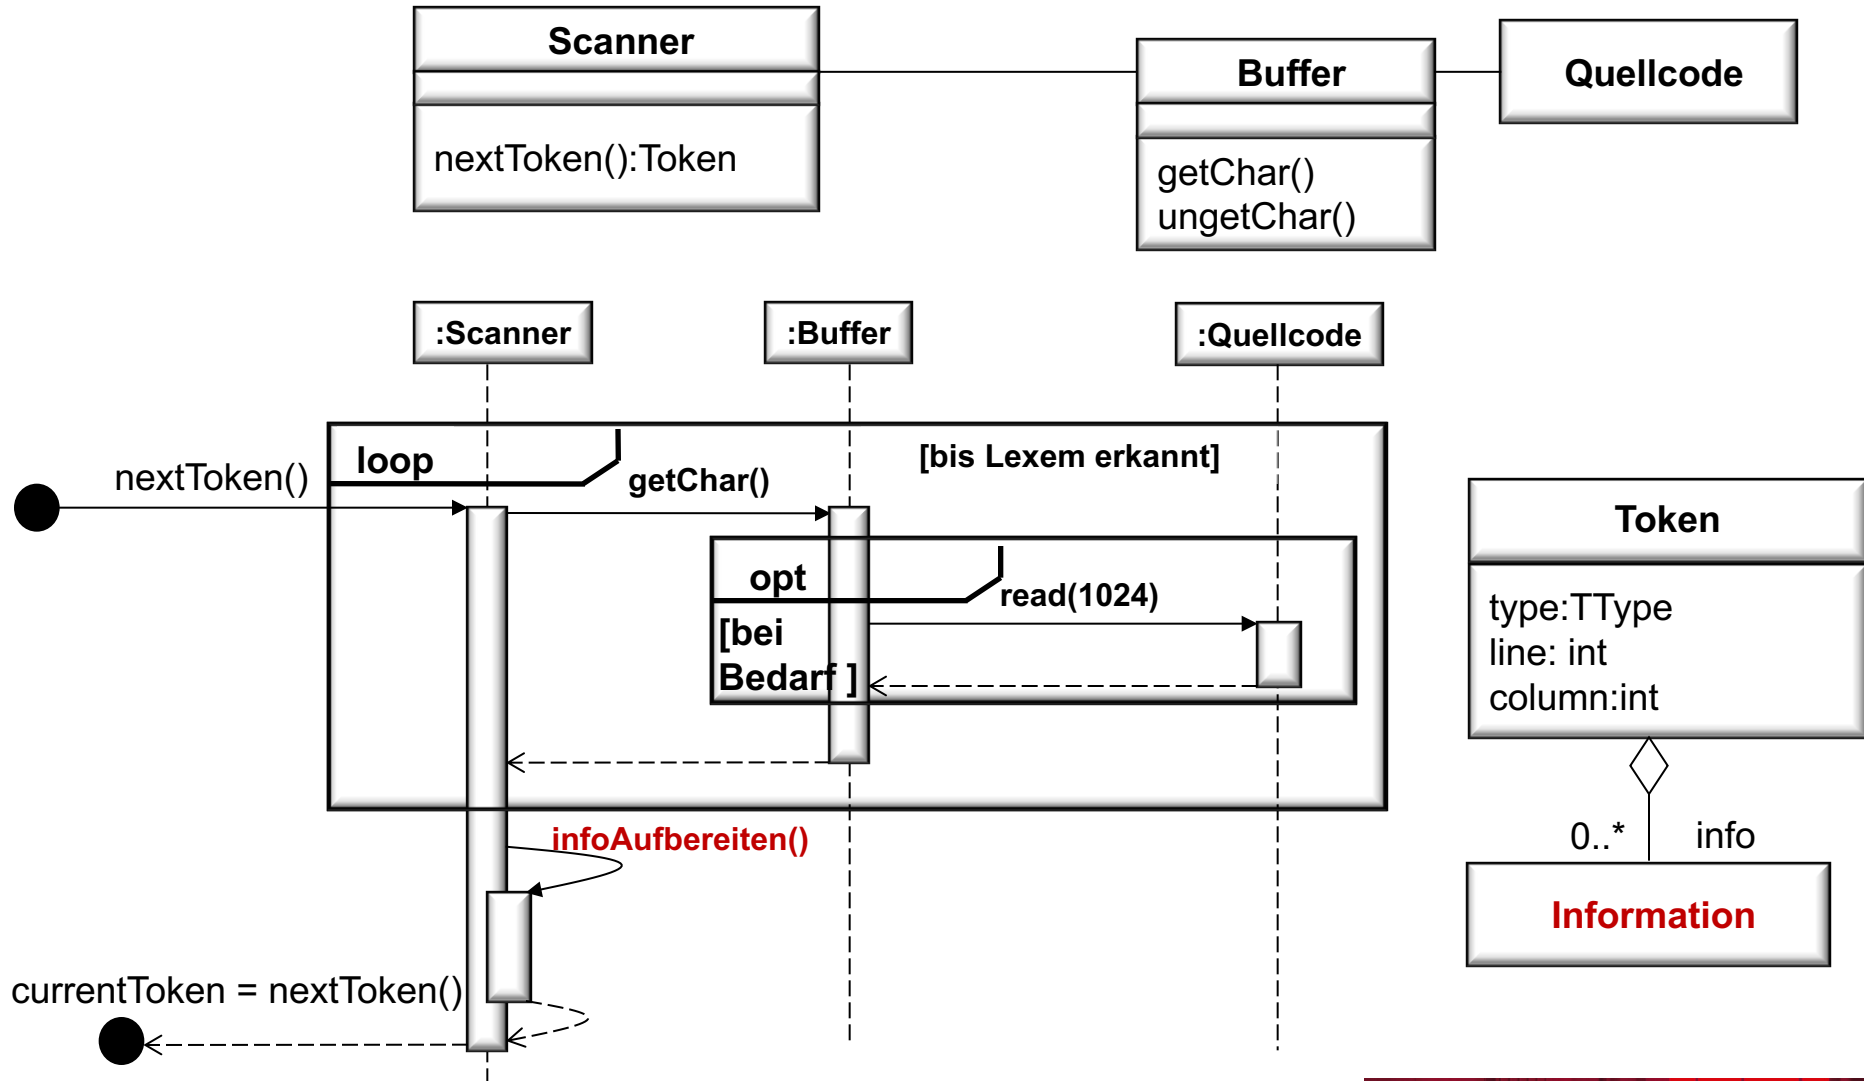 Scanner
nextToken():Token
Buffer
getChar()
ungetChar()
Quellcode
:Scanner
:Buffer
:Quellcode
loop
[bis Lexem erkannt]
nextToken()
getChar()
opt
read(1024)
[bei
Bedarf ]
infoAufbereiten()
currentToken = nextToken()
Token
type:TType
line: int
column:int
0..*
info
Information